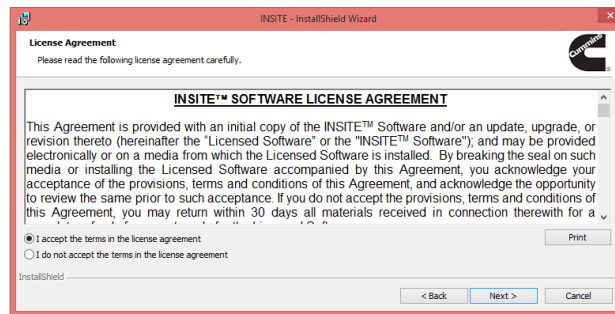 INSITE - InstallShield Wizard
License Agreement
Please read the following license agreement carefully.
Cummins
INSITE™ SOFTWARE LICENSE AGREEMENT
This Agreement is provided with an initial copy of the INSITE™ Software and/or an update, upgrade, or
revision thereto (hereinafter the "Licensed Software" or the "INSITE™ Software"); and may be provided
electronically or on a media from which the Licensed Software is installed. By breaking the seal on such
media or installing the Licensed Software accompanied by this Agreement, you acknowledge your
acceptance of the provisions, terms and conditions of this Agreement, and acknowledge the opportunity
to review the same prior to such acceptance. If you do not accept the provisions, terms and conditions of
this Agreement, you may return within 30 days all materials received in connection therewith for a
I accept the terms in the license agreement
Print
I do not accept the terms in the license agreement
InstallShield
< Back
Next >
Cancel